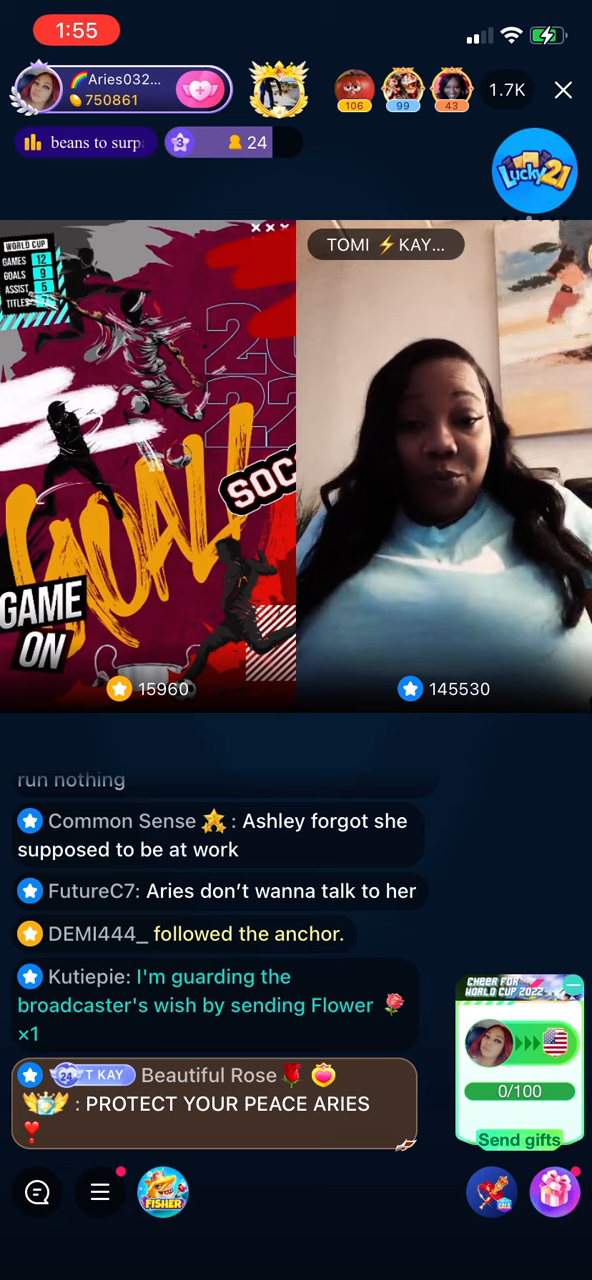 1:55
🌈Aries032...
750861
106
99
43
1.7K
beans to surp
3
24
Lucky21
WORLD CUP
GAMES 12
GOALS 9
ASSIST 5
TITLES
2022
GOAL!
SOC
GAME
ON
15960
TOMI ⚡KAY...
145530
run nothing
Common Sense 🌟 : Ashley forgot she
supposed to be at work
FutureC7: Aries don’t wanna talk to her
DEMI444_ followed the anchor.
Kutiepie: I'm guarding the
broadcaster's wish by sending Flower 🌹
×1
24 T KAY Beautiful Rose🌹
: PROTECT YOUR PEACE ARIES
❣️
CHEER FOR
WORLD CUP 2022
0/100
Send gifts
FISHER